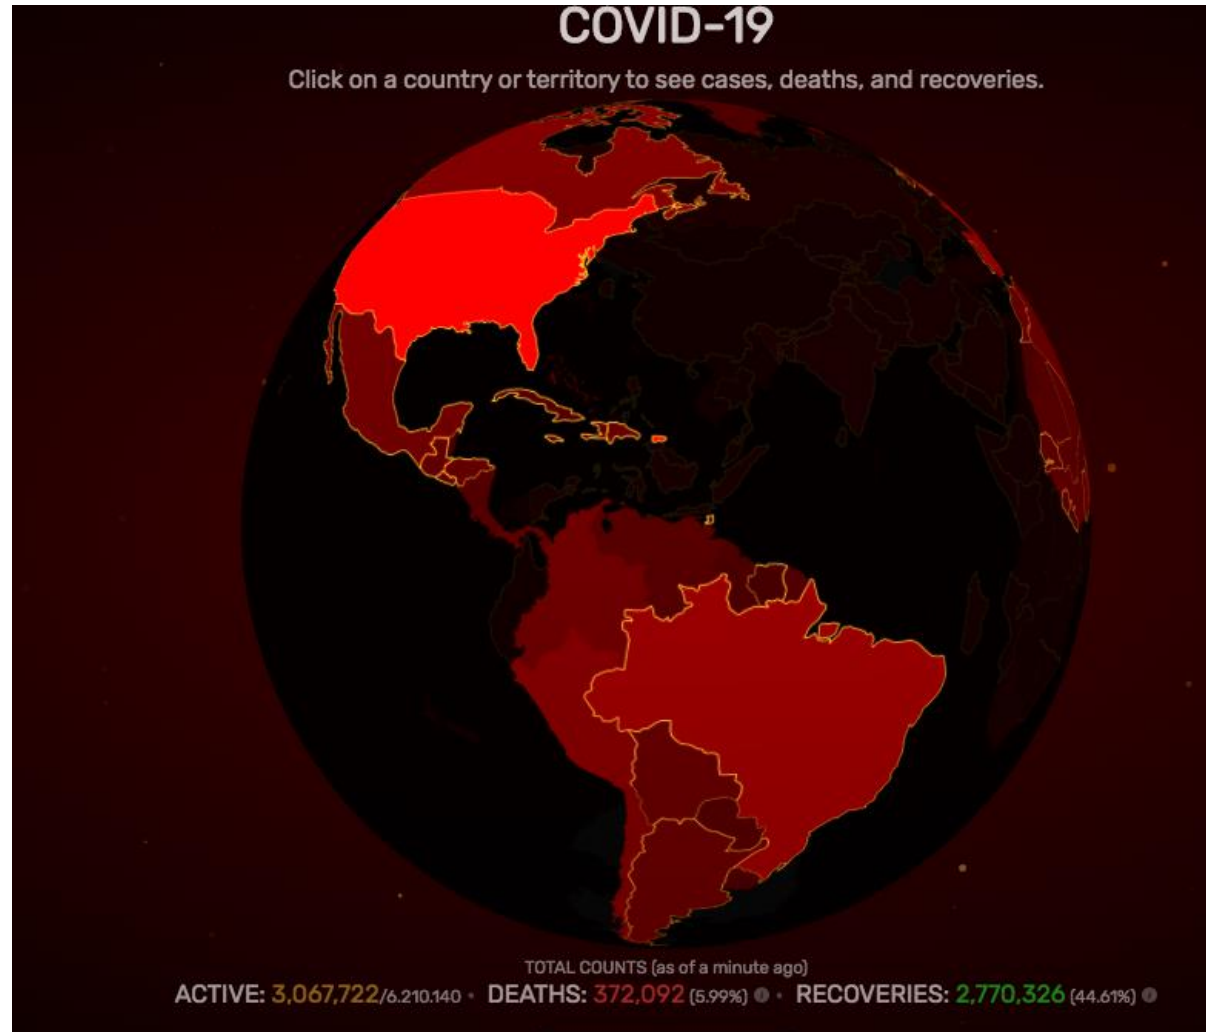 COVID-19
Click on a country or territory to see cases, deaths, and recoveries.
TOTAL COUNTS (as of a minute ago)
ACTIVE: 3,067,722/6.210.140 • DEATHS: 372,092 (5.99%) • RECOVERIES: 2,770,326 (44.61%)